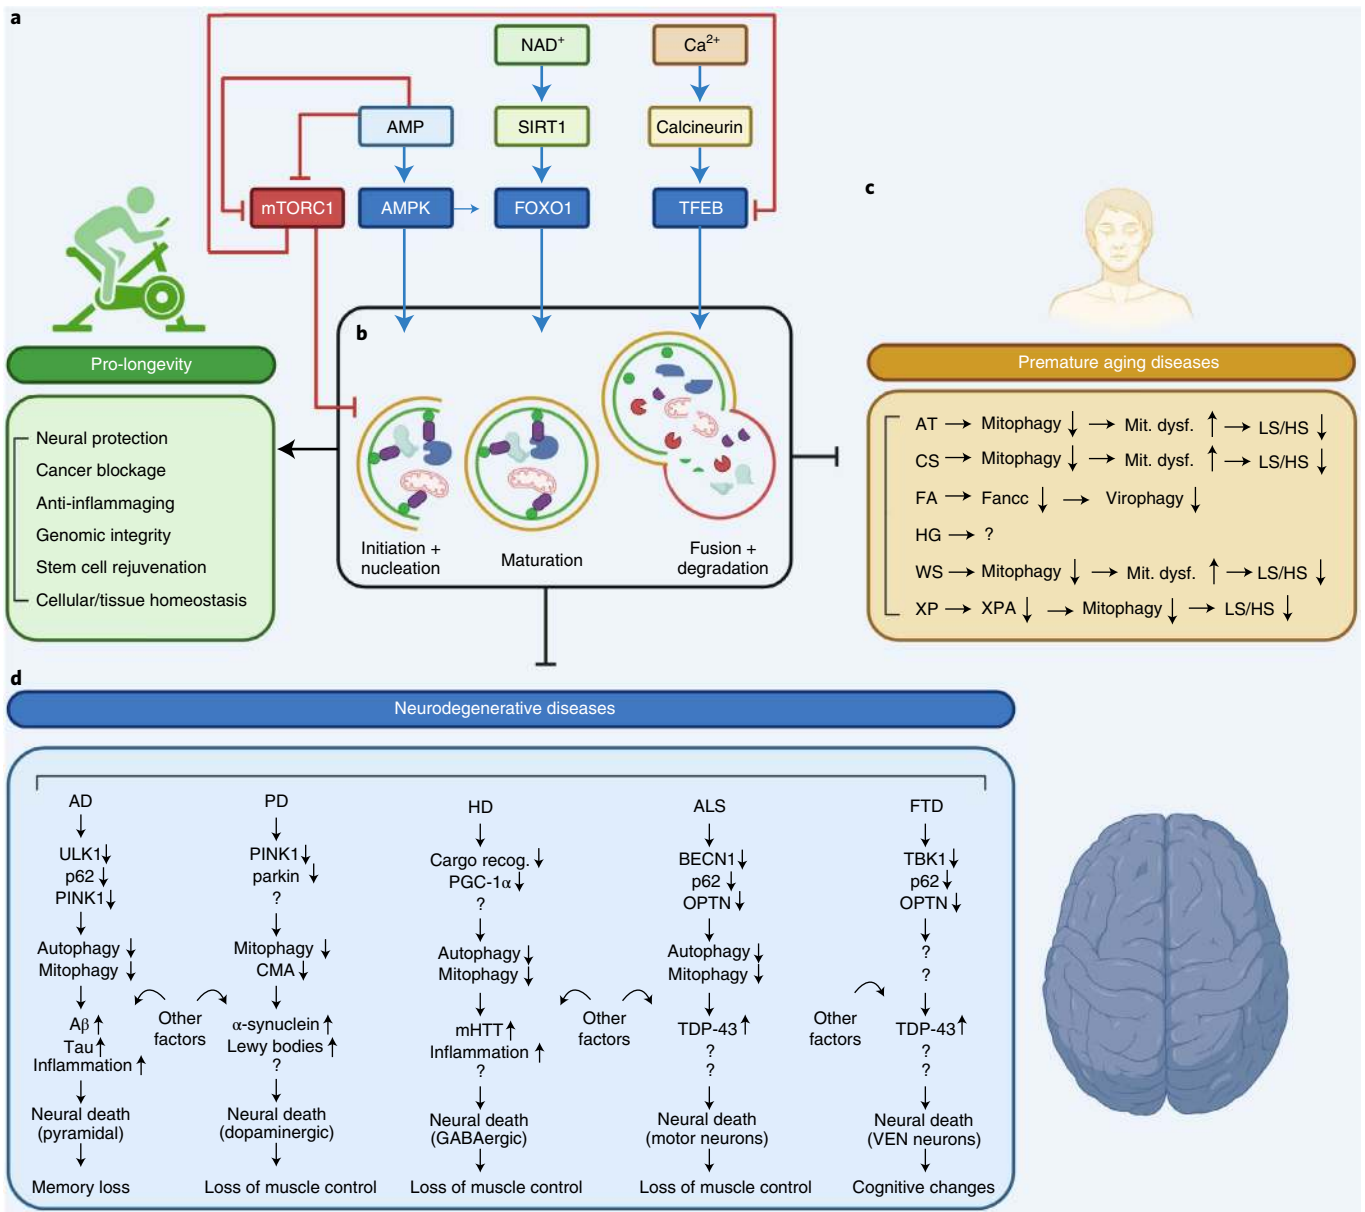 a
NAD+
Ca2+
AMP
SIRT1
Calcineurin
mTORC1
AMPK
FOXO1
TFEB
Pro-longevity
Neural protection
Cancer blockage
Anti-inflammaging
Genomic integrity
Stem cell rejuvenation
Cellular/tissue homeostasis
b
Initiation +
nucleation
Maturation
Fusion +
degradation
c
Premature aging diseases
AT → Mitophagy ↓ → Mit. dysf. ↑ → LS/HS ↓
CS → Mitophagy ↓ → Mit. dysf. ↑ → LS/HS ↓
FA → Fancc ↓ → Virophagy ↓
HG → ?
WS → Mitophagy ↓ → Mit. dysf. ↑ → LS/HS ↓
XP → XPA ↓ → Mitophagy ↓ → LS/HS ↓
d
Neurodegenerative diseases
AD
ULK1↓
p62↓
PINK1↓
Autophagy ↓
Mitophagy ↓
Aβ ↑
Tau ↑
Inflammation ↑
Neural death
(pyramidal)
Memory loss
Other
factors
PD
PINK1↓
parkin ↓
?
Mitophagy ↓
CMA ↓
α-synuclein ↑
Lewy bodies ↑
?
Neural death
(dopaminergic)
Loss of muscle control
HD
Cargo recog. ↓
PGC-1α ↓
?
Autophagy ↓
Mitophagy ↓
mHTT ↑
Inflammation ↑
?
Neural death
(GABAergic)
Loss of muscle control
Other
factors
ALS
BECN1↓
p62 ↓
OPTN ↓
Autophagy ↓
Mitophagy ↓
TDP-43 ↑
?
?
Neural death
(motor neurons)
Loss of muscle control
Other
factors
FTD
TBK1↓
p62 ↓
OPTN ↓
?
?
TDP-43 ↑
?
?
Neural death
(VEN neurons)
Cognitive changes